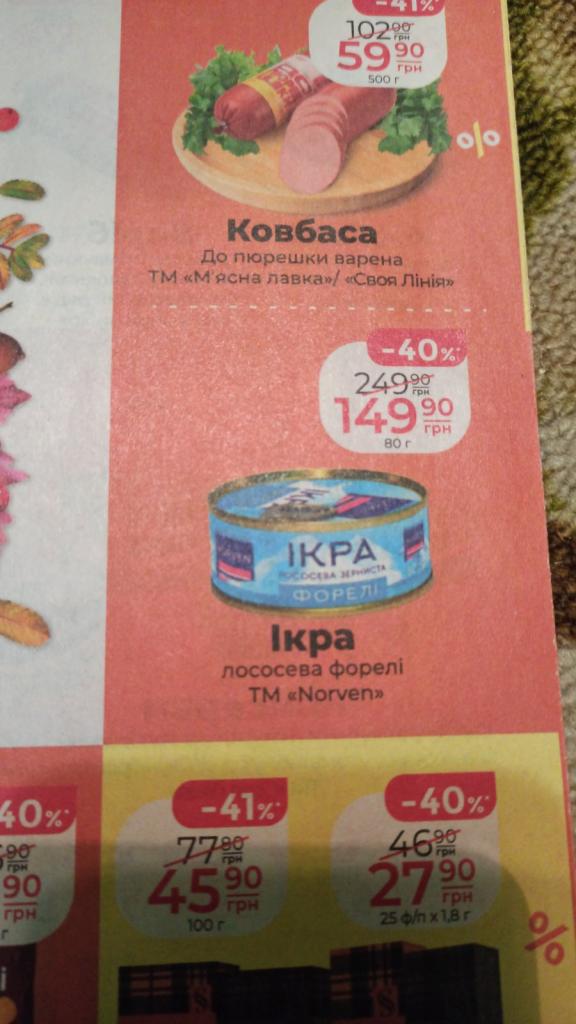 -41%
102 90 грн
59 90 грн
500 г
%
Ковбаса
До пюрешки варена
ТМ «М'ясна лавка»/ «Своя Лінія»
-40%*
249 90 грн
149 90 грн
80 г
ІКРА
ЛОСОСЕВА ЗЕРНИСТА
ФОРЕЛІ
Ікра
лососева форелі
ТМ «Norven»
40%*
90 грн
90 грн
г
і
-41%*
77 80 грн
45 90 грн
100 г
-40%*
46 90 грн
27 90 грн
25 ф/п х 1,8 г
%